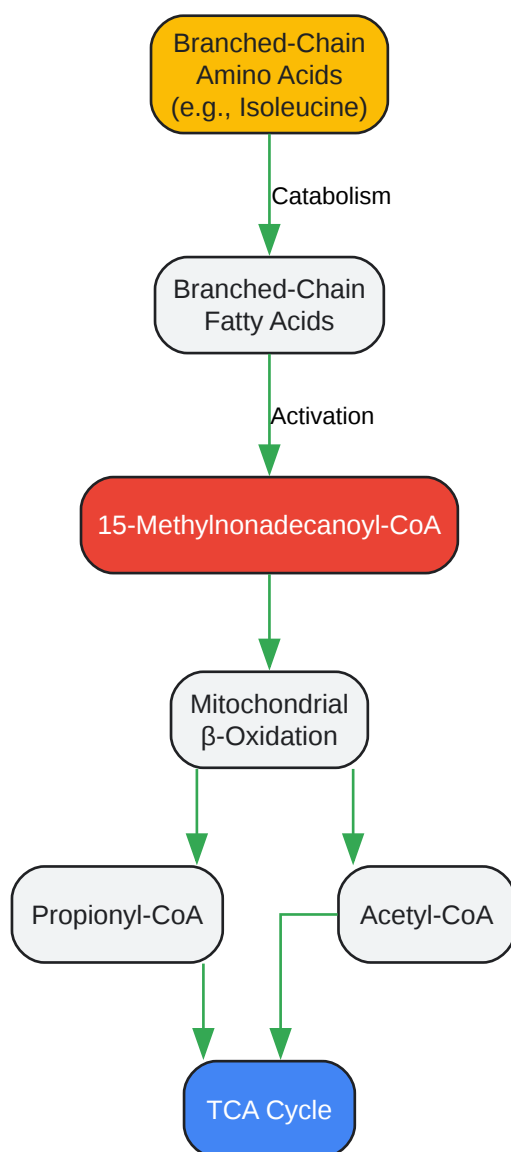 Branched-Chain
Amino Acids
(e.g., Isoleucine)
Catabolism
Branched-Chain
Fatty Acids
Activation
15-Methylnonadecanoyl-CoA
Mitochondrial
β-Oxidation
Propionyl-CoA
Acetyl-CoA
TCA Cycle